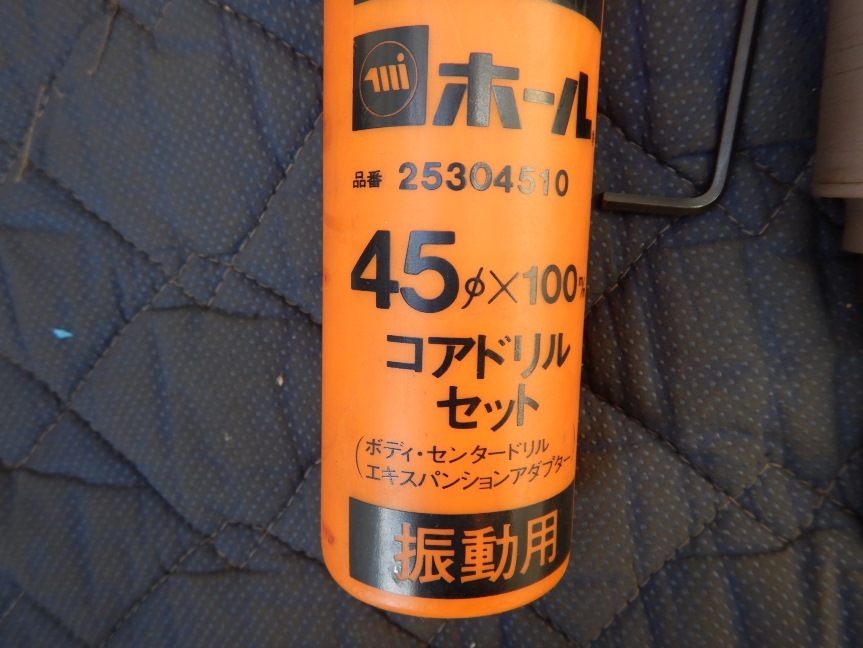 ami ホール
品番 25304510
45φ×100m/m
コアドリル
セット
(ボディ・センタードリル
エキスパンションアダプター)
振動用